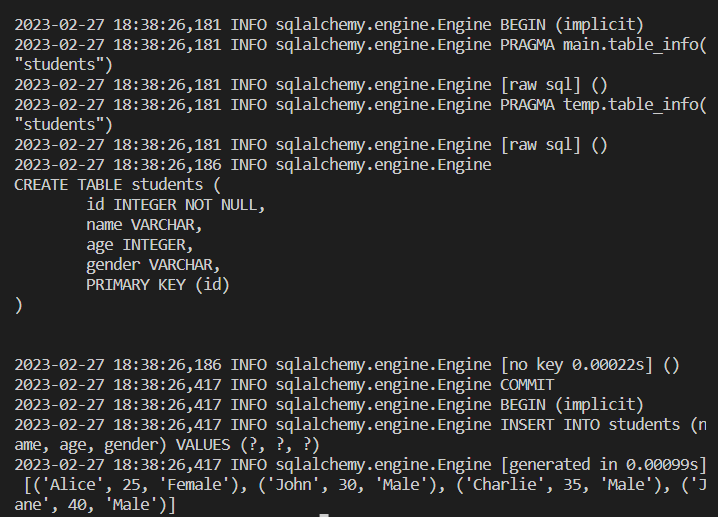 2023-02-27 18:38:26,181 INFO sqlalchemy.engine.Engine BEGIN (implicit)
2023-02-27 18:38:26,181 INFO sqlalchemy.engine.Engine PRAGMA main.table_info(
"students")
2023-02-27 18:38:26,181 INFO sqlalchemy.engine.Engine [raw sql] ()
2023-02-27 18:38:26,181 INFO sqlalchemy.engine.Engine PRAGMA temp.table_info(
"students")
2023-02-27 18:38:26,181 INFO sqlalchemy.engine.Engine [raw sql] ()
2023-02-27 18:38:26,186 INFO sqlalchemy.engine.Engine
CREATE TABLE students (
        id INTEGER NOT NULL,
        name VARCHAR,
        age INTEGER,
        gender VARCHAR,
        PRIMARY KEY (id)
)
2023-02-27 18:38:26,186 INFO sqlalchemy.engine.Engine [no key 0.00022s] ()
2023-02-27 18:38:26,417 INFO sqlalchemy.engine.Engine COMMIT
2023-02-27 18:38:26,417 INFO sqlalchemy.engine.Engine BEGIN (implicit)
2023-02-27 18:38:26,417 INFO sqlalchemy.engine.Engine INSERT INTO students (n
ame, age, gender) VALUES (?, ?, ?)
2023-02-27 18:38:26,417 INFO sqlalchemy.engine.Engine [generated in 0.00099s]
 [('Alice', 25, 'Female'), ('John', 30, 'Male'), ('Charlie', 35, 'Male'), ('J
ane', 40, 'Male')]